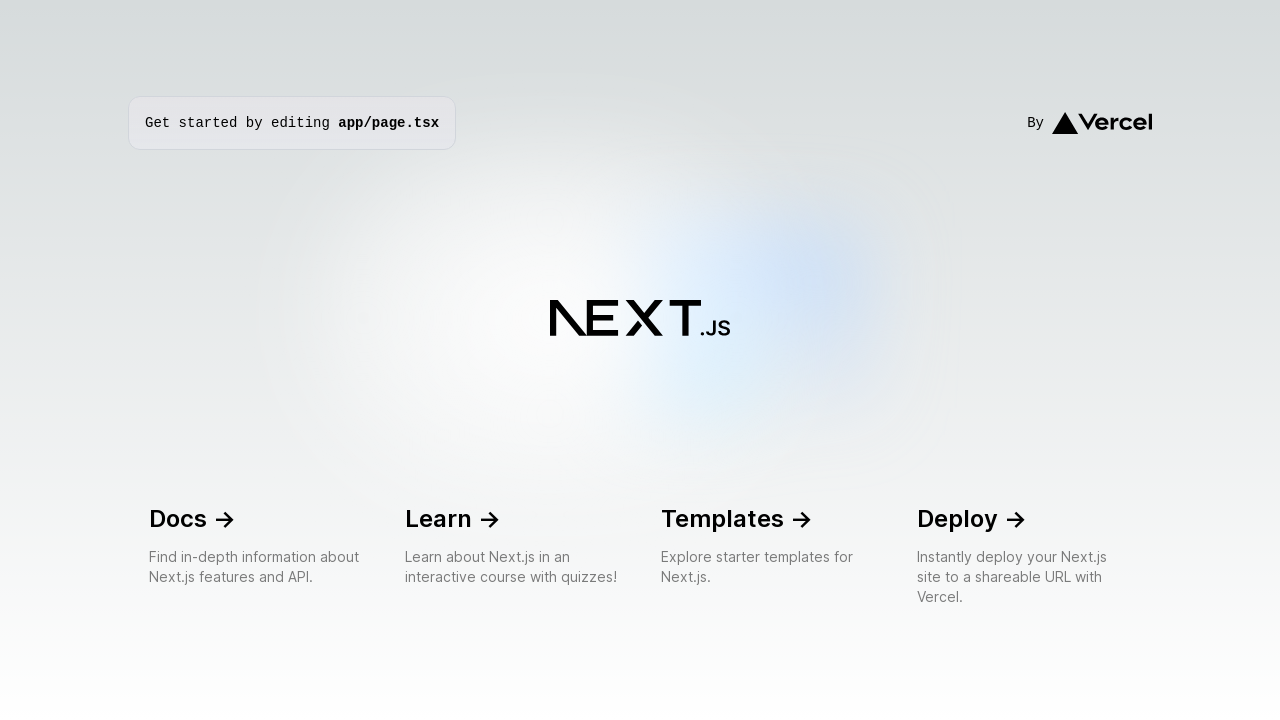 Get started by editing app/page.tsx
By Vercel
NEXT.JS
Docs ->
Find in-depth information about
Next.js features and API.
Learn ->
Learn about Next.js in an
interactive course with quizzes!
Templates ->
Explore starter templates for
Next.js.
Deploy ->
Instantly deploy your Next.js
site to a shareable URL with
Vercel.